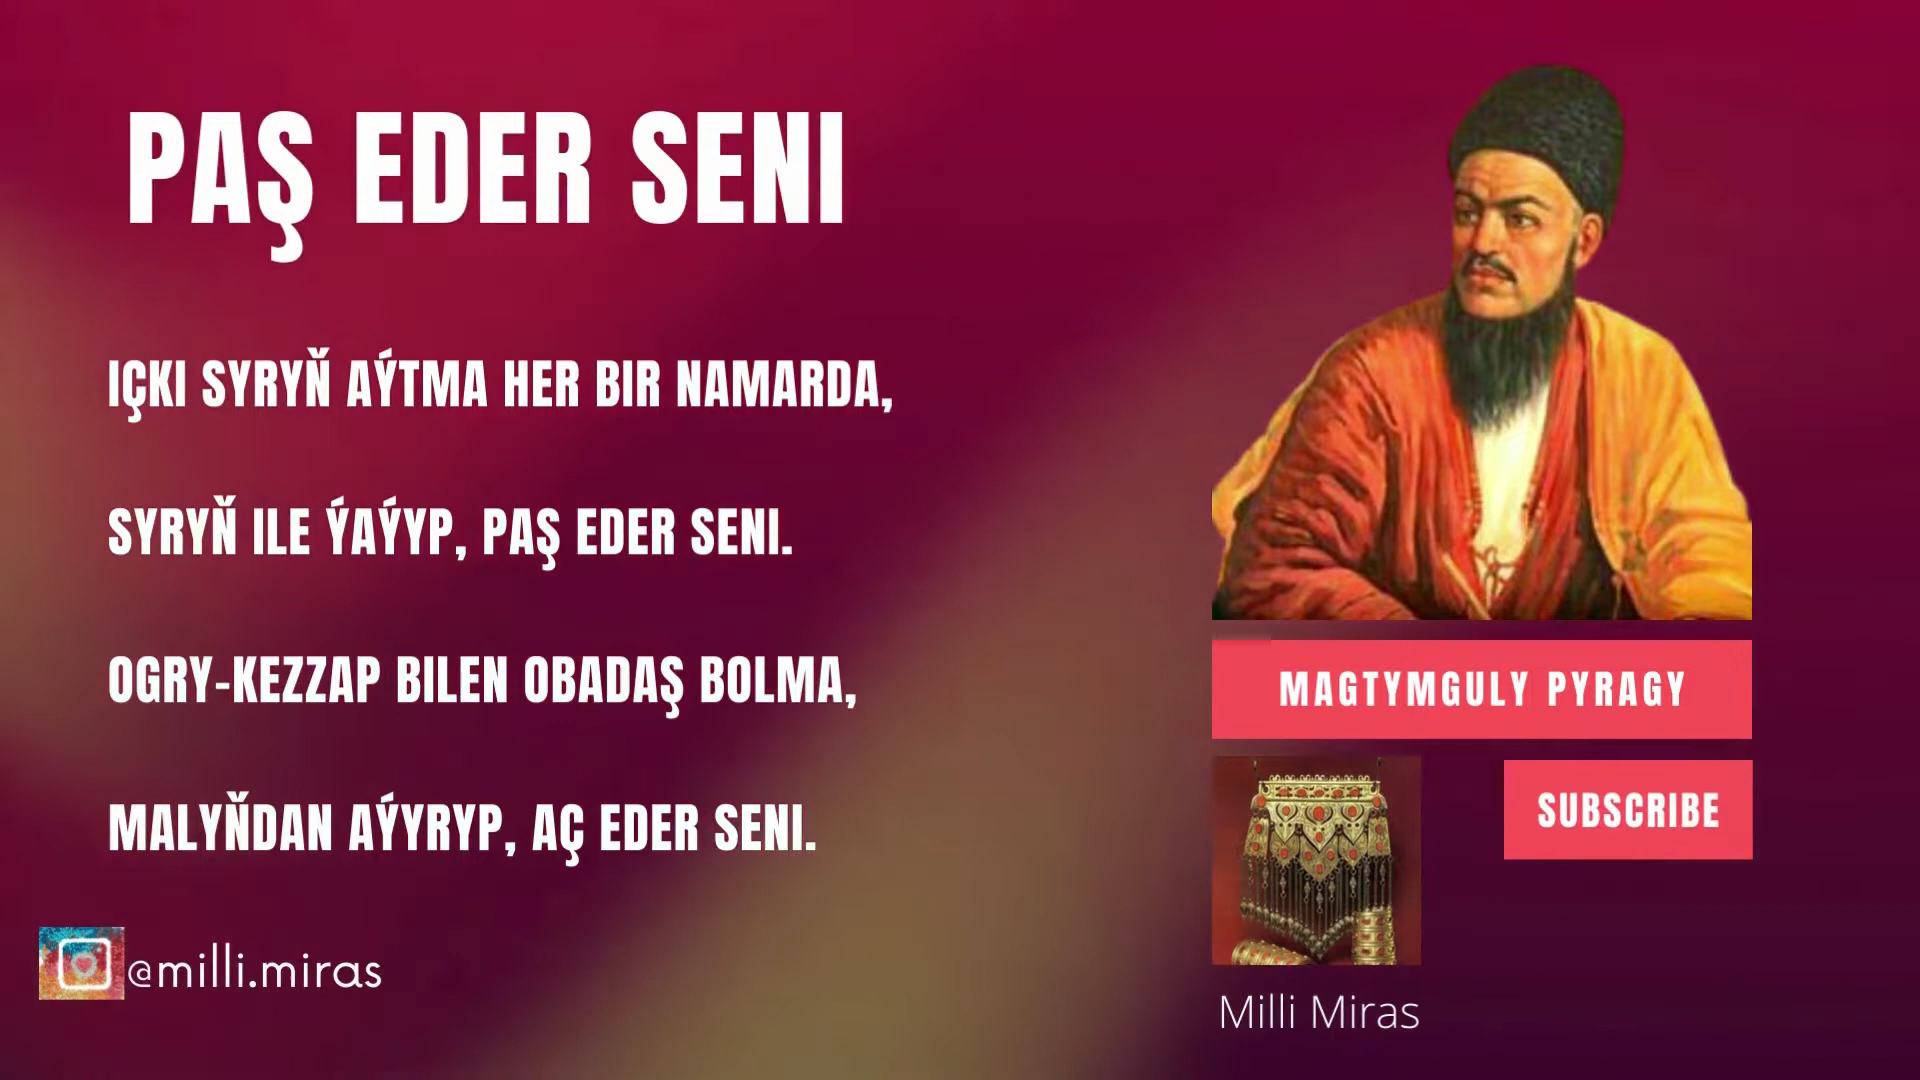 PAŞ EDER SENI
IÇKI SYRYŇ AÝTMA HER BIR NAMARDA,
SYRYŇ ILE ÝAÝYP, PAŞ EDER SENI.
OGRY-KEZZAP BILEN OBADAŞ BOLMA,
MALYŇDAN AÝYRYP, AÇ EDER SENI.
@milli.miras
MAGTYMGULY PYRAGY
SUBSCRIBE
Milli Miras